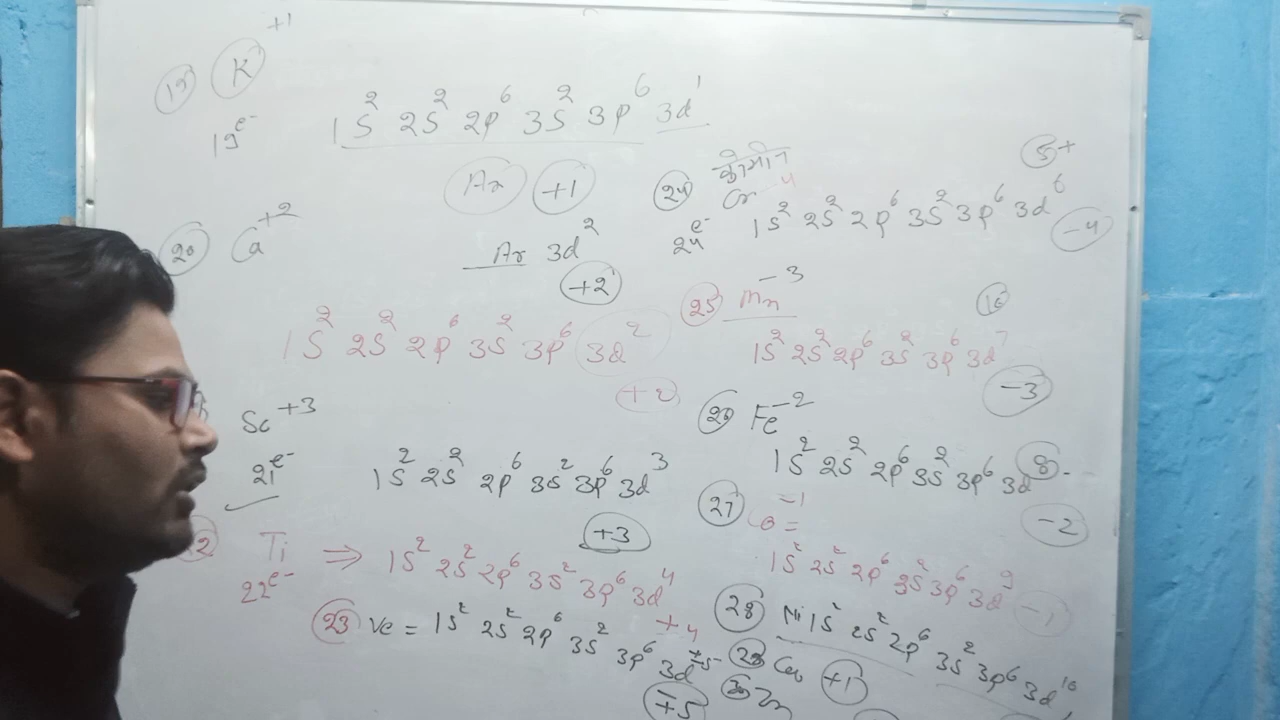 19 K +1
19e⁻ 1S² 2S² 2p⁶ 3S² 3p⁶ 3d¹
Ar +1
20 Ca +2
Ar 3d²
+2
1S² 2S² 2p⁶ 3S² 3p⁶ 3d²
Sc +3
21e⁻ 1S² 2S² 2p⁶ 3S² 3p⁶ 3d³
+3
Ti ⇒ 1S² 2S² 2p⁶ 3S² 3p⁶ 3d⁴
22e⁻
+4
23 Ve = 1S² 2S² 2p⁶ 3S² 3p⁶ 3d
+5
24 Cr 4
5+
24e⁻ 1S² 2S² 2p⁶ 3S² 3p⁶ 3d⁶
-4
25 Mn -3
1S² 2S² 2p⁶ 3S² 3p⁶ 3d⁷
-3
Fe -2
1S² 2S² 2p⁶ 3S² 3p⁶ 3d 8
-2
27 Co = -1
1S² 2S² 2p⁶ 3S² 3p⁶ 3d⁹
-1
28 Ni 1S² 2S² 2p⁶ 3S² 3p⁶ 3d¹⁰
Cu +1
30 Zn